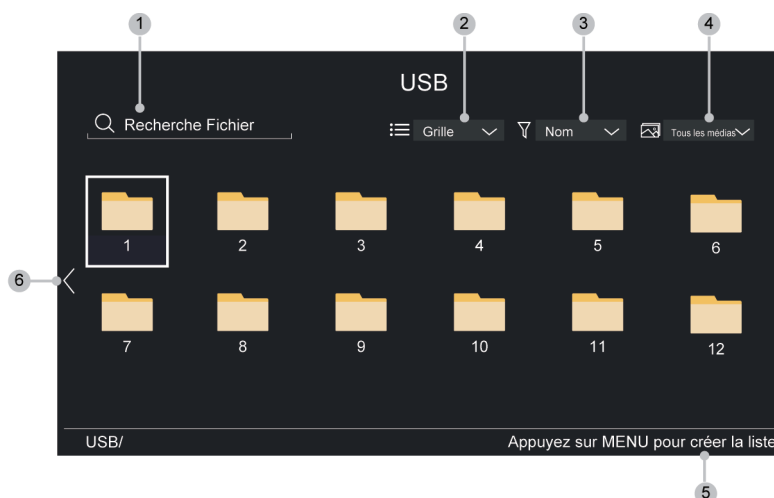 1 2 3 4
USB
Recherche Fichier Grille Nom Tous les médias
1 2 3 4 5 6
6
7 8 9 10 11 12
USB/ Appuyez sur MENU pour créer la liste
5